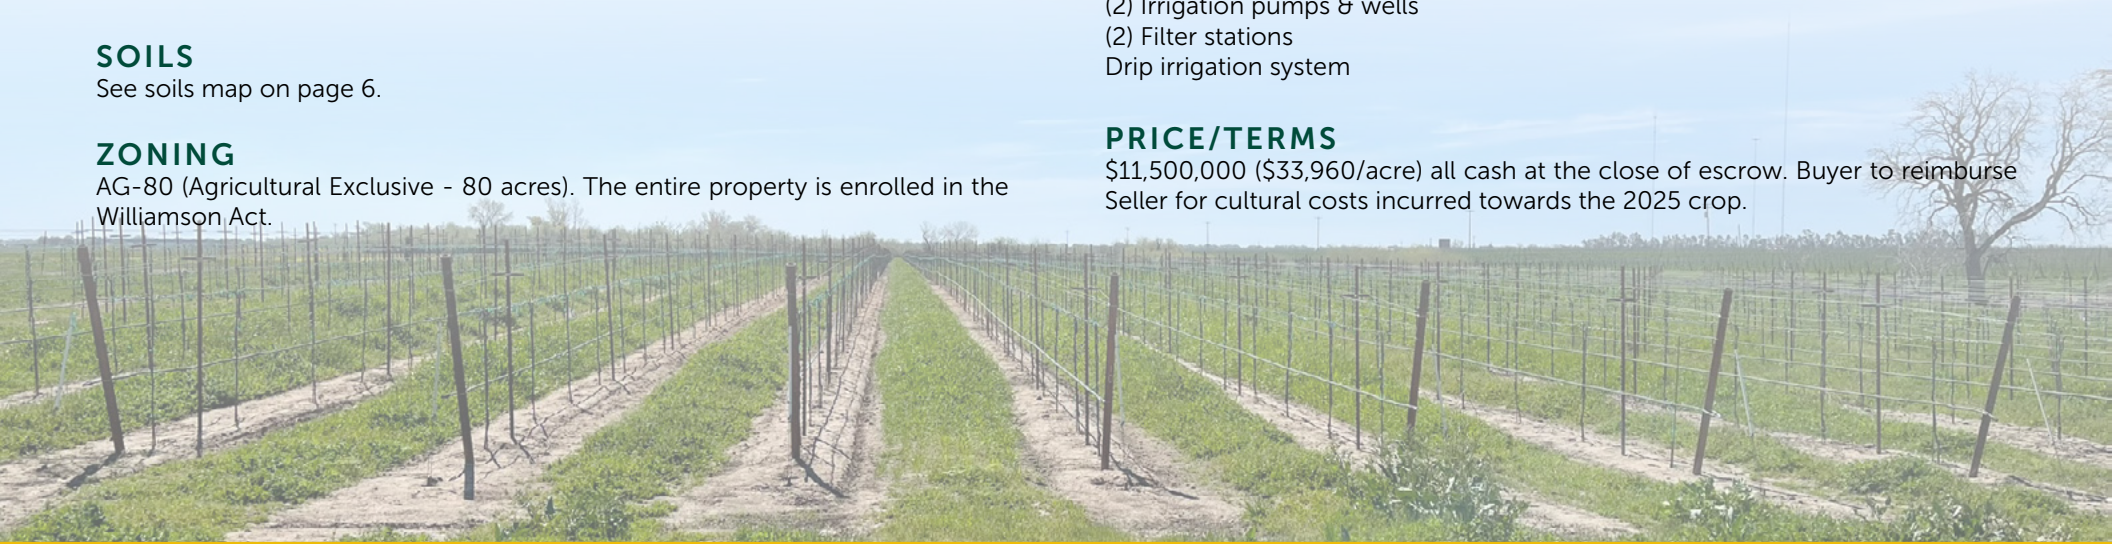 SOILS
See soils map on page 6.
ZONING
AG-80 (Agricultural Exclusive - 80 acres). The entire property is enrolled in the
Williamson Act.
(2) Irrigation pumps & wells
(2) Filter stations
Drip irrigation system
PRICE/TERMS
$11,500,000 ($33,960/acre) all cash at the close of escrow. Buyer to reimburse
Seller for cultural costs incurred towards the 2025 crop.